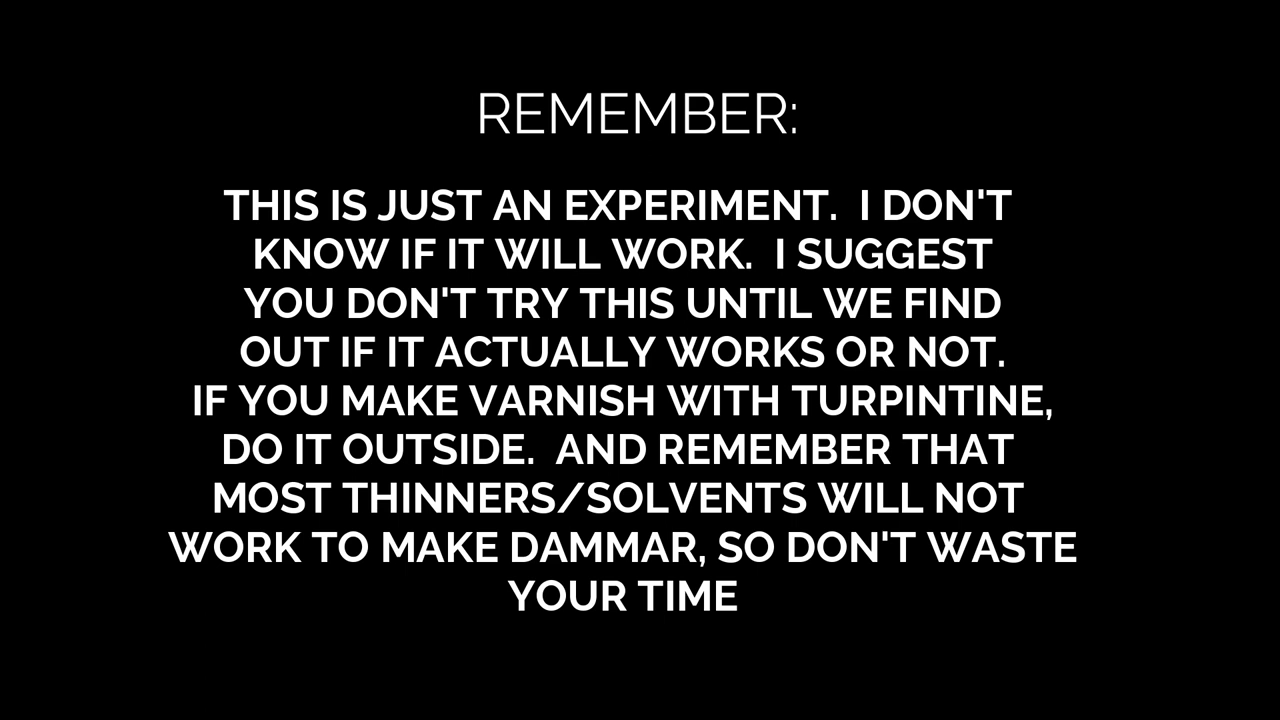 REMEMBER:
THIS IS JUST AN EXPERIMENT.  I DON'T
KNOW IF IT WILL WORK.  I SUGGEST
YOU DON'T TRY THIS UNTIL WE FIND
OUT IF IT ACTUALLY WORKS OR NOT.
IF YOU MAKE VARNISH WITH TURPINTINE,
DO IT OUTSIDE.  AND REMEMBER THAT
MOST THINNERS/SOLVENTS WILL NOT
WORK TO MAKE DAMMAR, SO DON'T WASTE
YOUR TIME